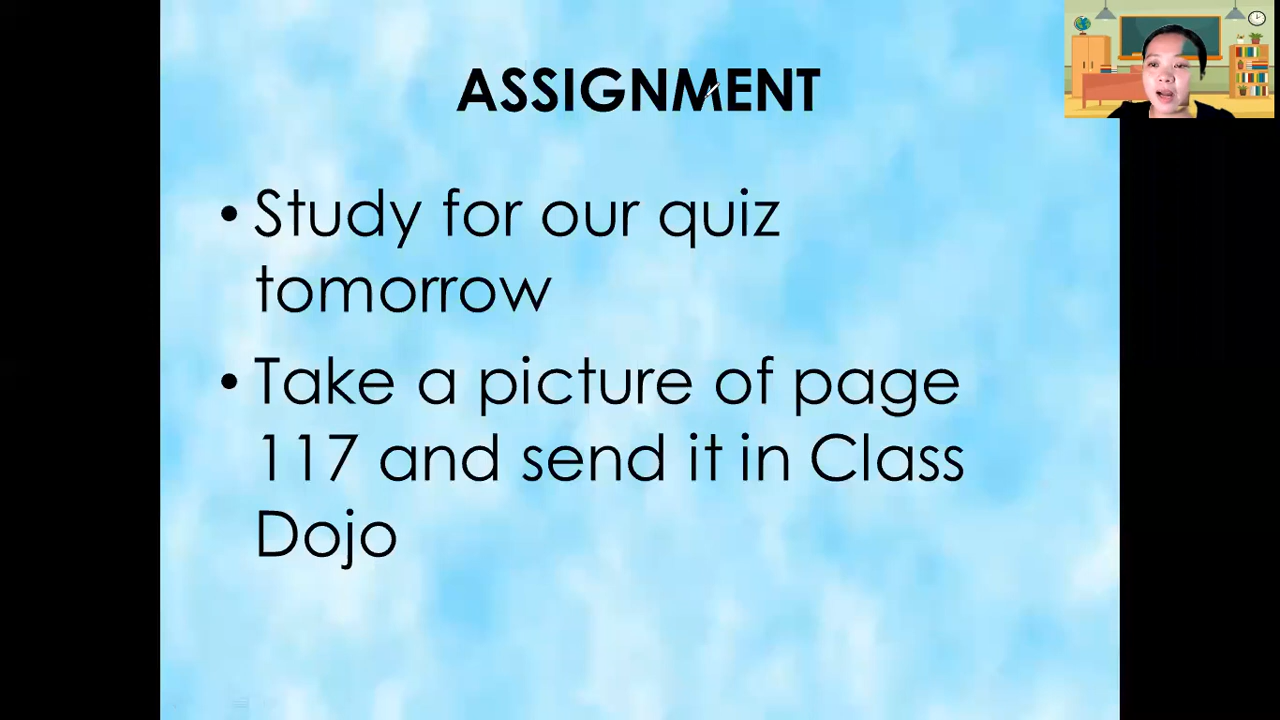 ASSIGNMENT
• Study for our quiz
tomorrow
• Take a picture of page
117 and send it in Class
Dojo